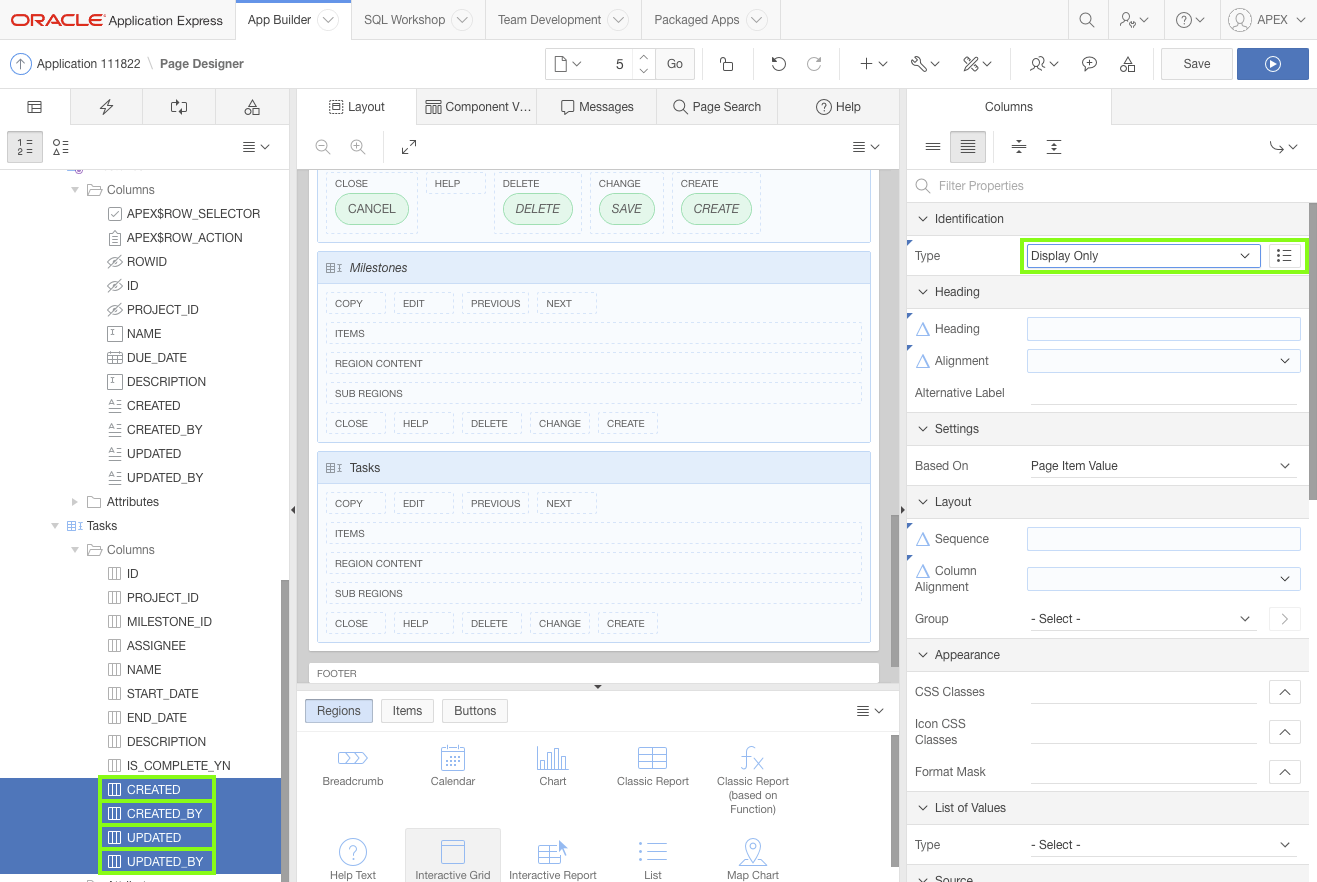 ORACLE Application Express
App Builder
SQL Workshop
Team Development
Packaged Apps
APEX
Application 111822 \ Page Designer
5
Go
Save
Layout
Component V...
Messages
Page Search
Help
Columns
Filter Properties
Columns
APEX$ROW_SELECTOR
APEX$ROW_ACTION
ROWID
ID
PROJECT_ID
NAME
DUE_DATE
DESCRIPTION
CREATED
CREATED_BY
UPDATED
UPDATED_BY
Attributes
Tasks
Columns
ID
PROJECT_ID
MILESTONE_ID
ASSIGNEE
NAME
START_DATE
END_DATE
DESCRIPTION
IS_COMPLETE_YN
CREATED
CREATED_BY
UPDATED
UPDATED_BY
CLOSE HELP DELETE CHANGE CREATE
CANCEL DELETE SAVE CREATE
Milestones
COPY EDIT PREVIOUS NEXT
ITEMS
REGION CONTENT
SUB REGIONS
CLOSE HELP DELETE CHANGE CREATE
Tasks
COPY EDIT PREVIOUS NEXT
ITEMS
REGION CONTENT
SUB REGIONS
CLOSE HELP DELETE CHANGE CREATE
FOOTER
Regions Items Buttons
Breadcrumb
Calendar
Chart
Classic Report
Classic Report
(based on
Function)
Help Text
Interactive Grid
Interactive Report
List
Map Chart
Identification
Type Display Only
Heading
Heading
Alignment
Alternative Label
Settings
Based On Page Item Value
Layout
Sequence
Column
Alignment
Group - Select -
Appearance
CSS Classes
Icon CSS
Classes
Format Mask
List of Values
Type - Select -
Source